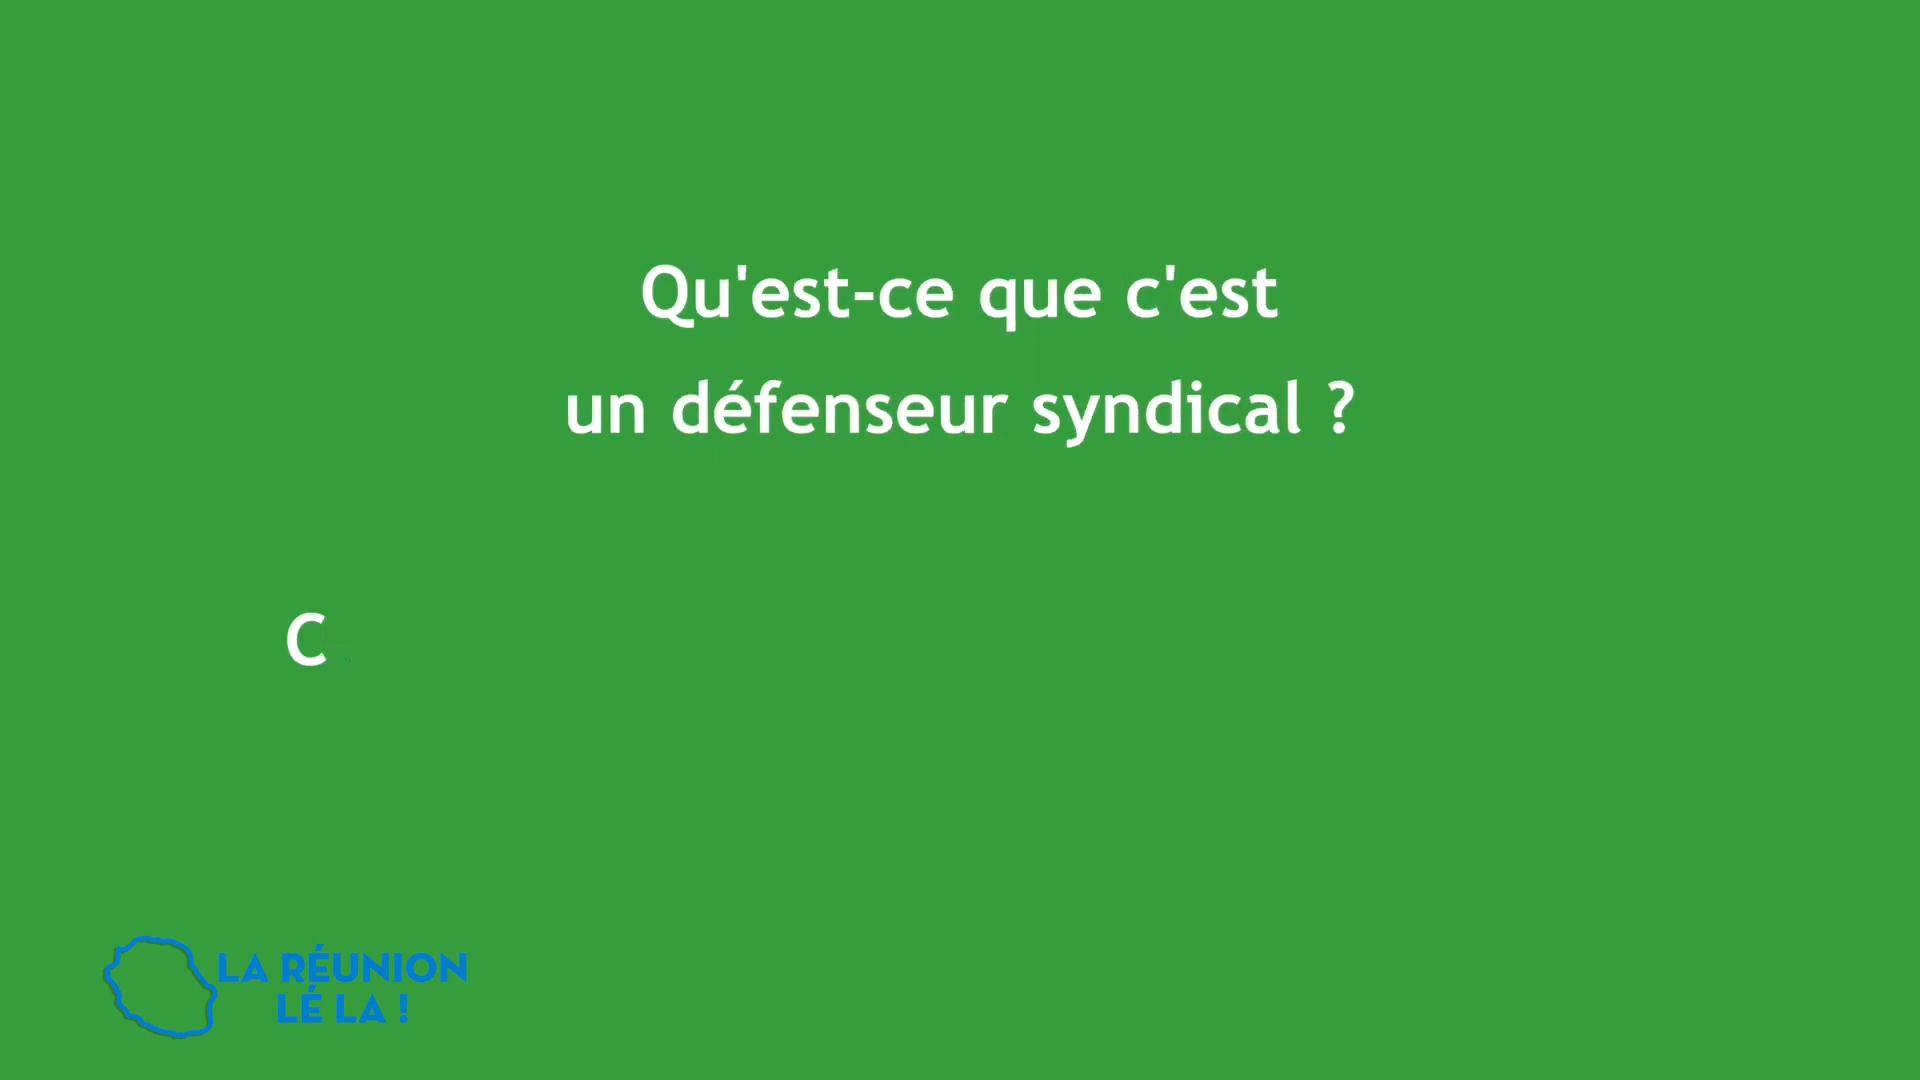 Qu'est-ce que c'est
un défenseur syndical ?
C
LA RÉUNION
LÉ LA !